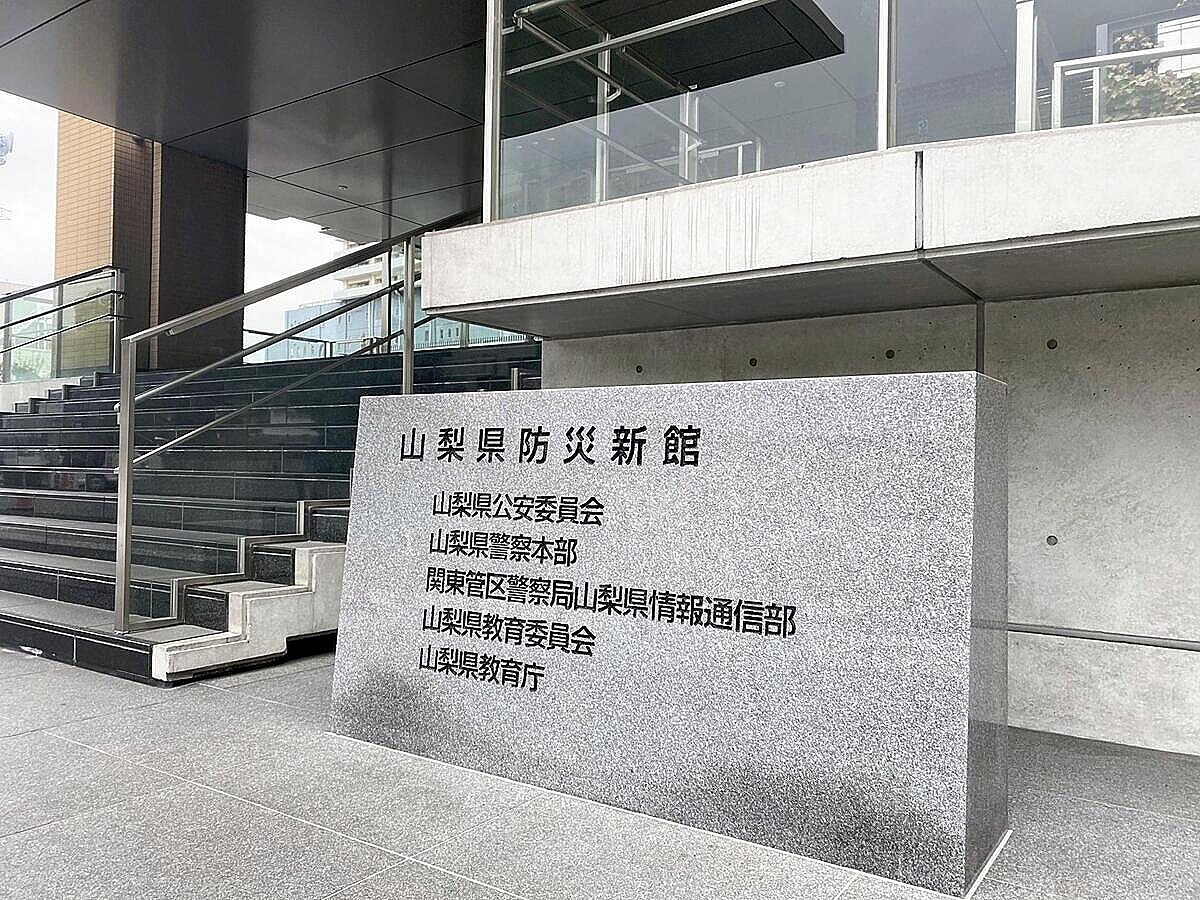 山梨県防災新館
山梨県公安委員会
山梨県警察本部
関東管区警察局山梨県情報通信部
山梨県教育委員会
山梨県教育庁